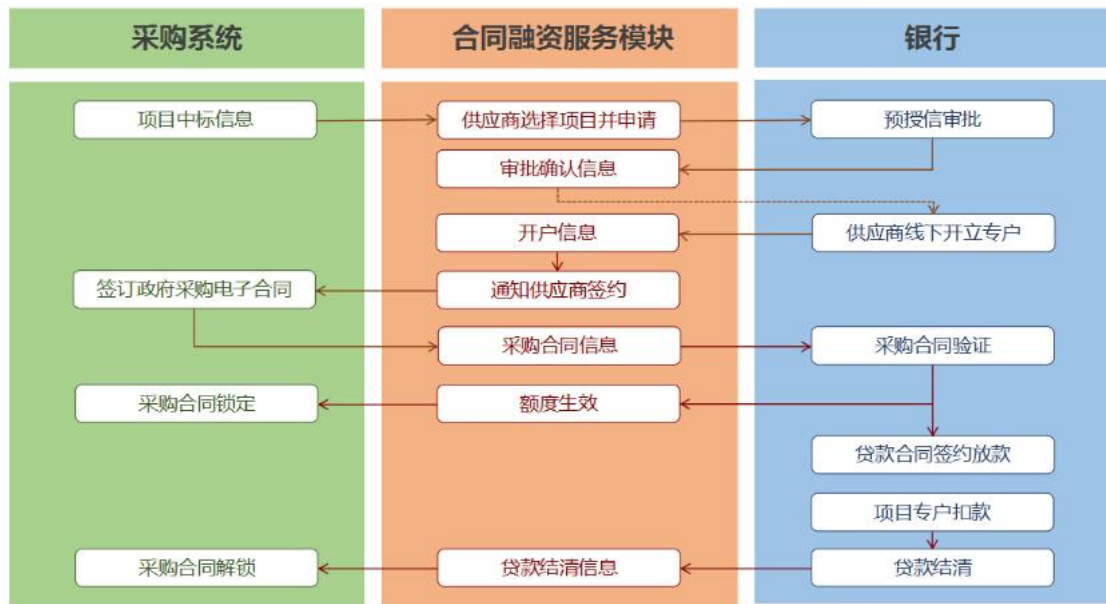 采购系统
合同融资服务模块
银行
项目中标信息
供应商选择项目并申请
预授信审批
审批确认信息
开户信息
供应商线下开立专户
签订政府采购电子合同
通知供应商签约
采购合同信息
采购合同验证
采购合同锁定
额度生效
贷款合同签约放款
项目专户扣款
采购合同解锁
贷款结清信息
贷款结清